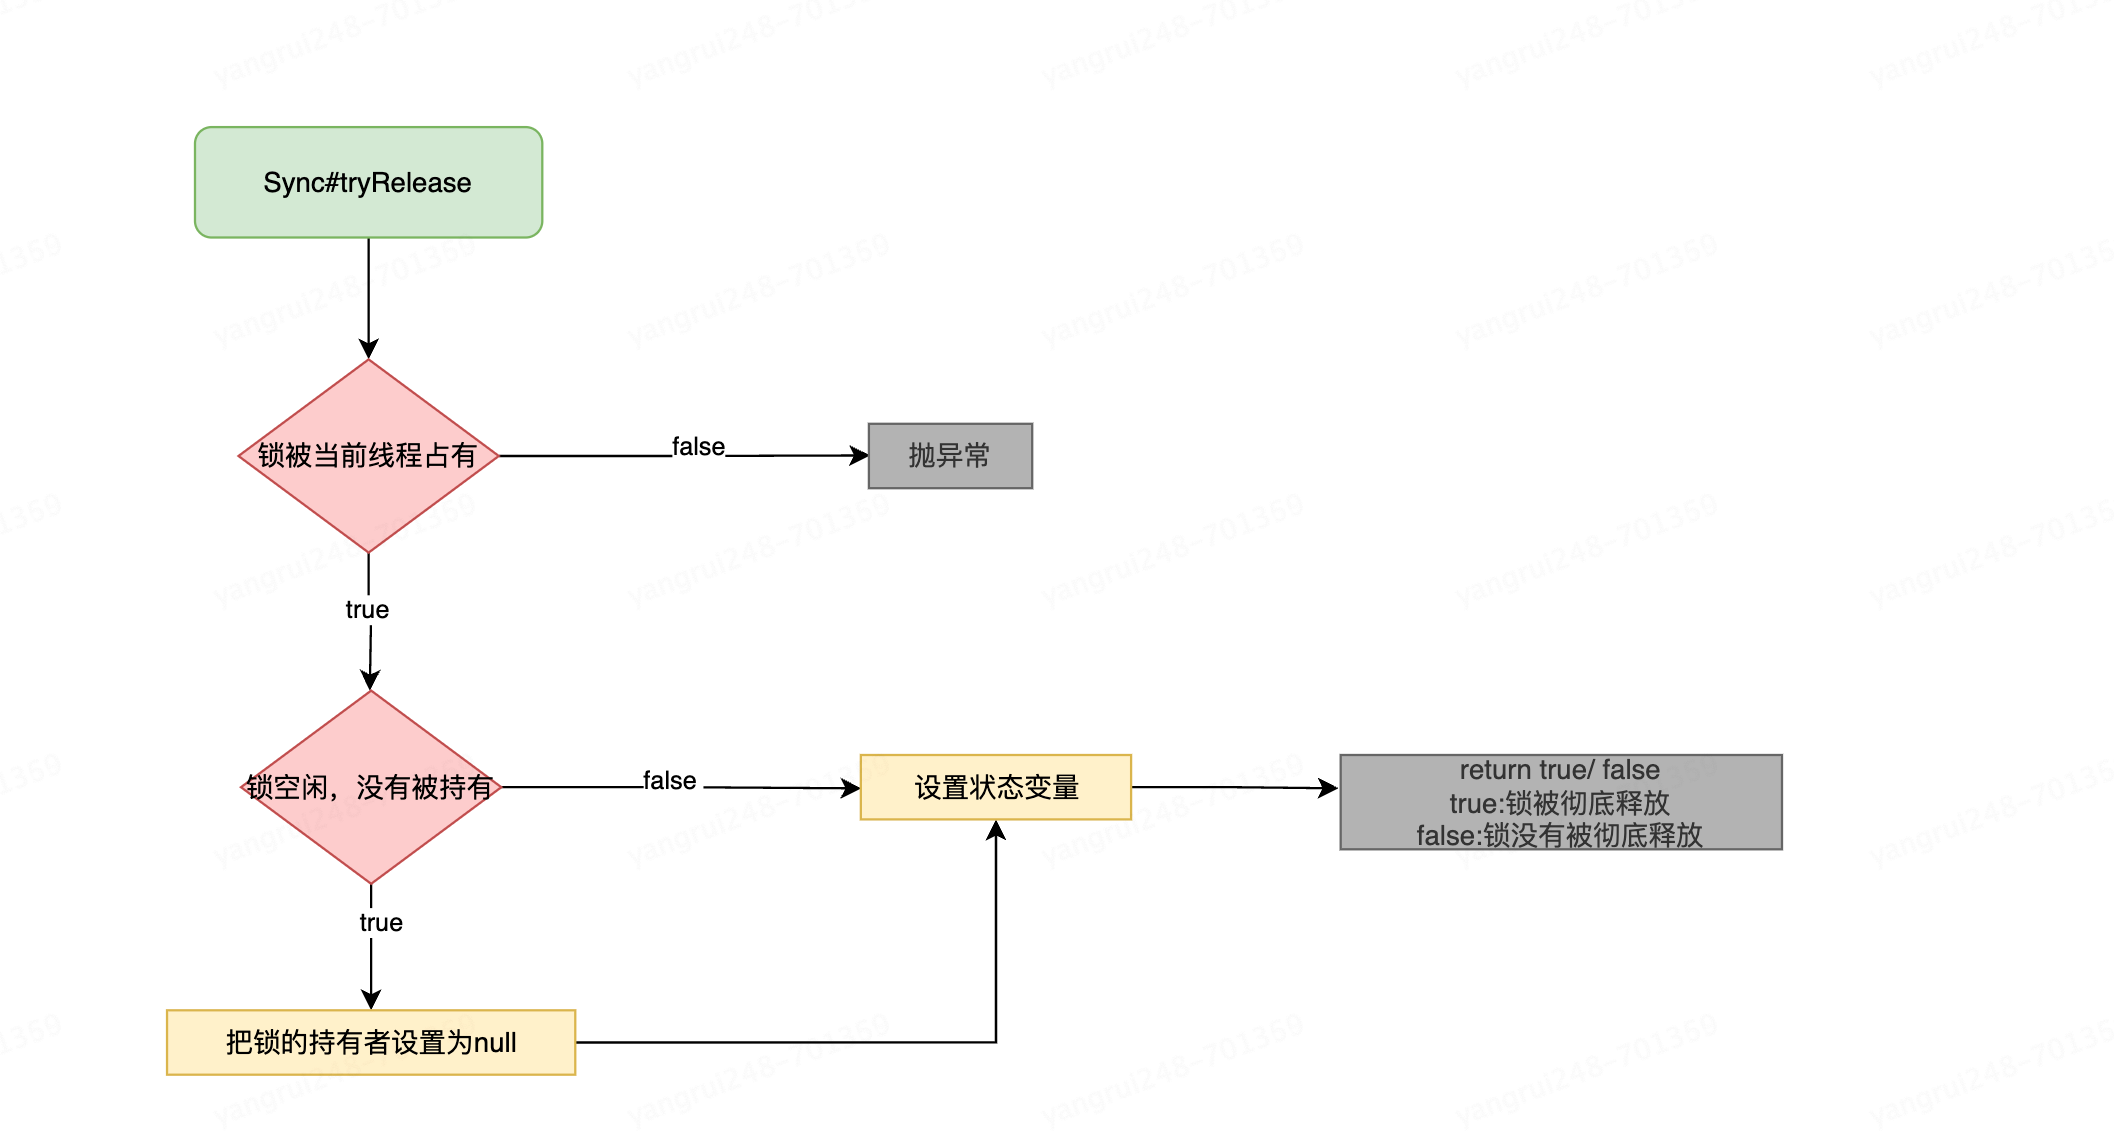 Sync#tryRelease
锁被当前线程占有
false
抛异常
true
锁空闲，没有被持有
false
设置状态变量
return true/ false
true:锁被彻底释放
false:锁没有被彻底释放
true
把锁的持有者设置为null